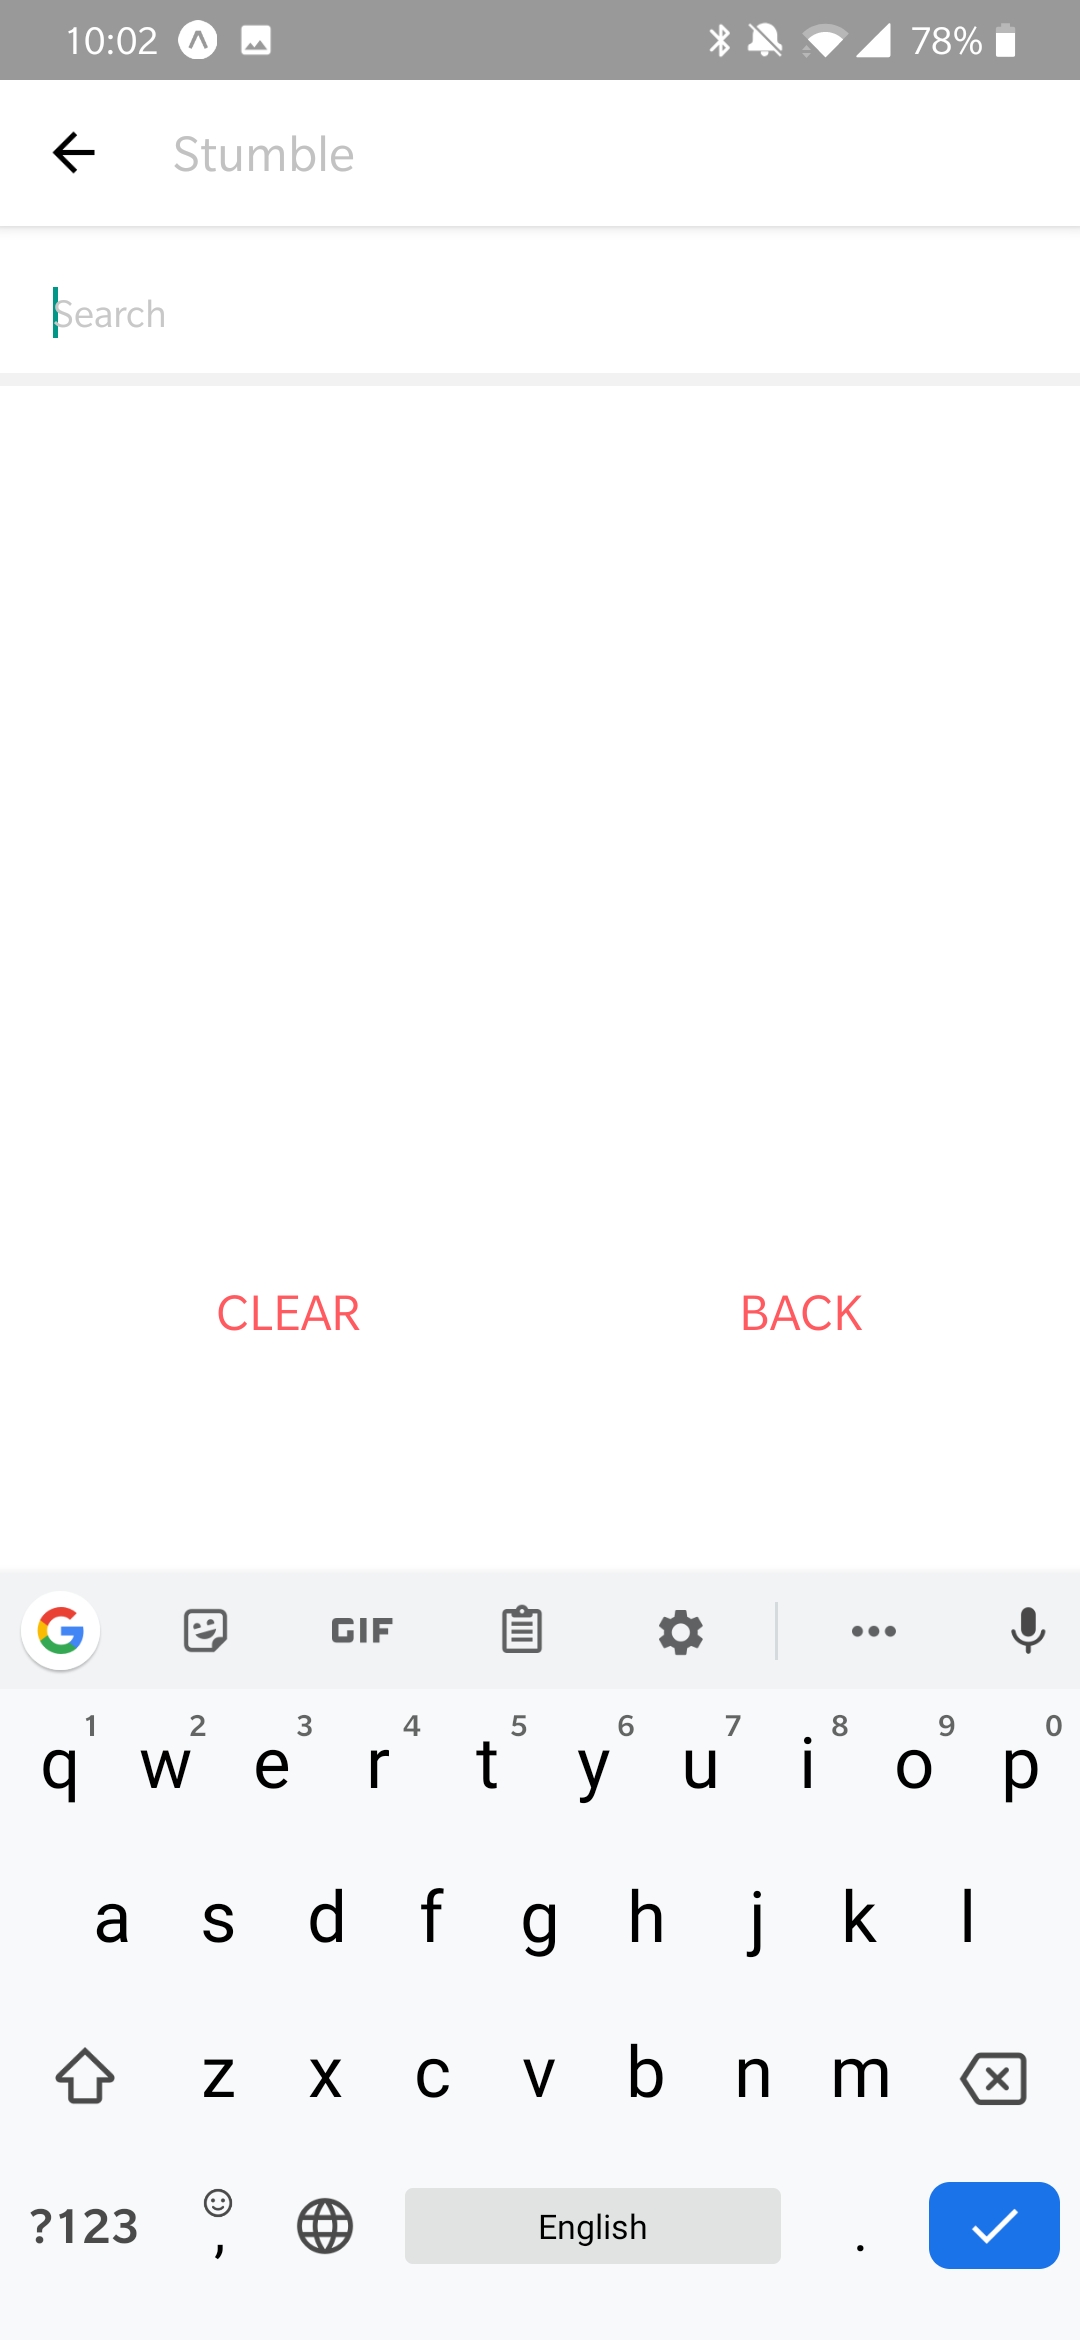 10:02 78%
Stumble
Search
CLEAR BACK
GIF
1 2 3 4 5 6 7 8 9 0
q w e r t y u i o p
a s d f g h j k l
z x c v b n m
?123 , English .